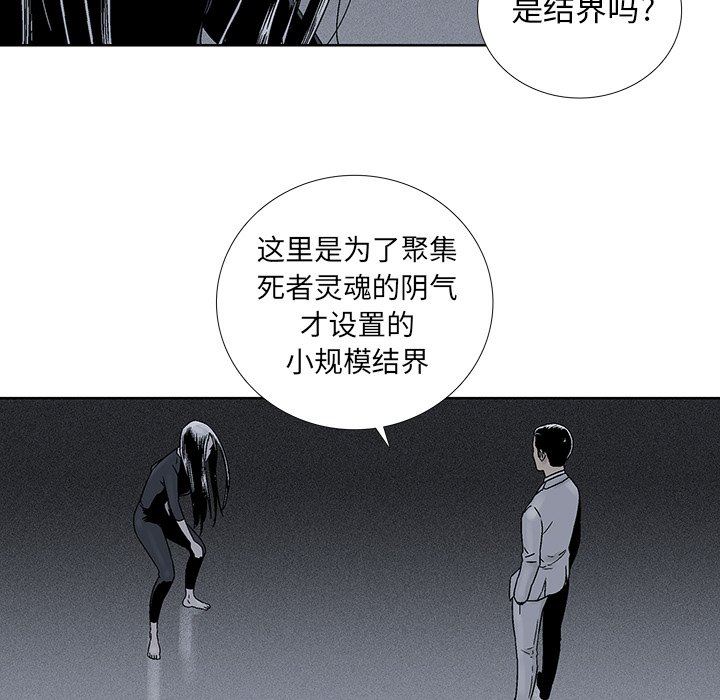 是结界吗?
这里是为了聚集
死者灵魂的阴气
才设置的
小规模结界